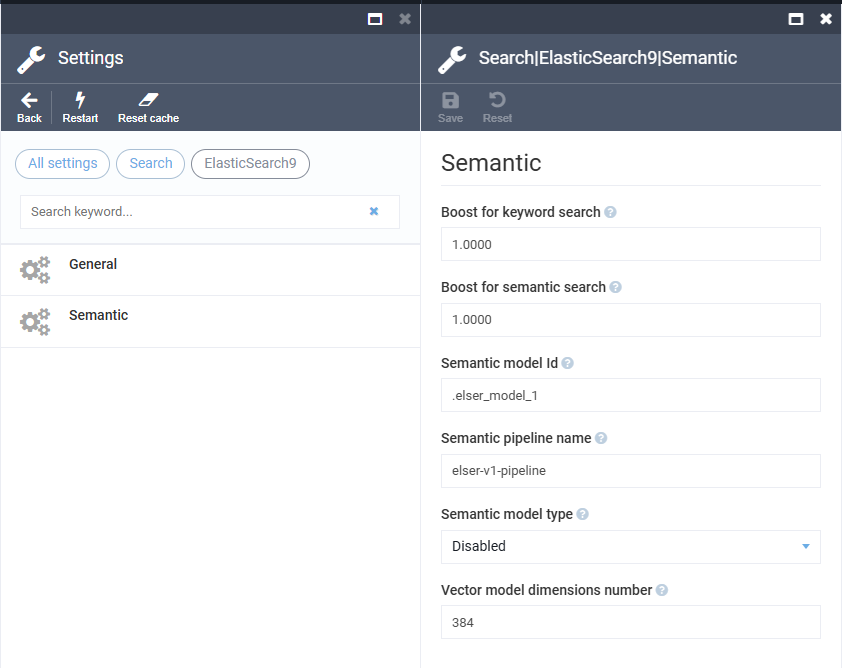 Settings
Back
Restart
Reset cache
All settings
Search
ElasticSearch9
Search keyword...
General
Semantic
Search|ElasticSearch9|Semantic
Save
Reset
Semantic
Boost for keyword search
1.0000
Boost for semantic search
1.0000
Semantic model Id
.elser_model_1
Semantic pipeline name
elser-v1-pipeline
Semantic model type
Disabled
Vector model dimensions number
384